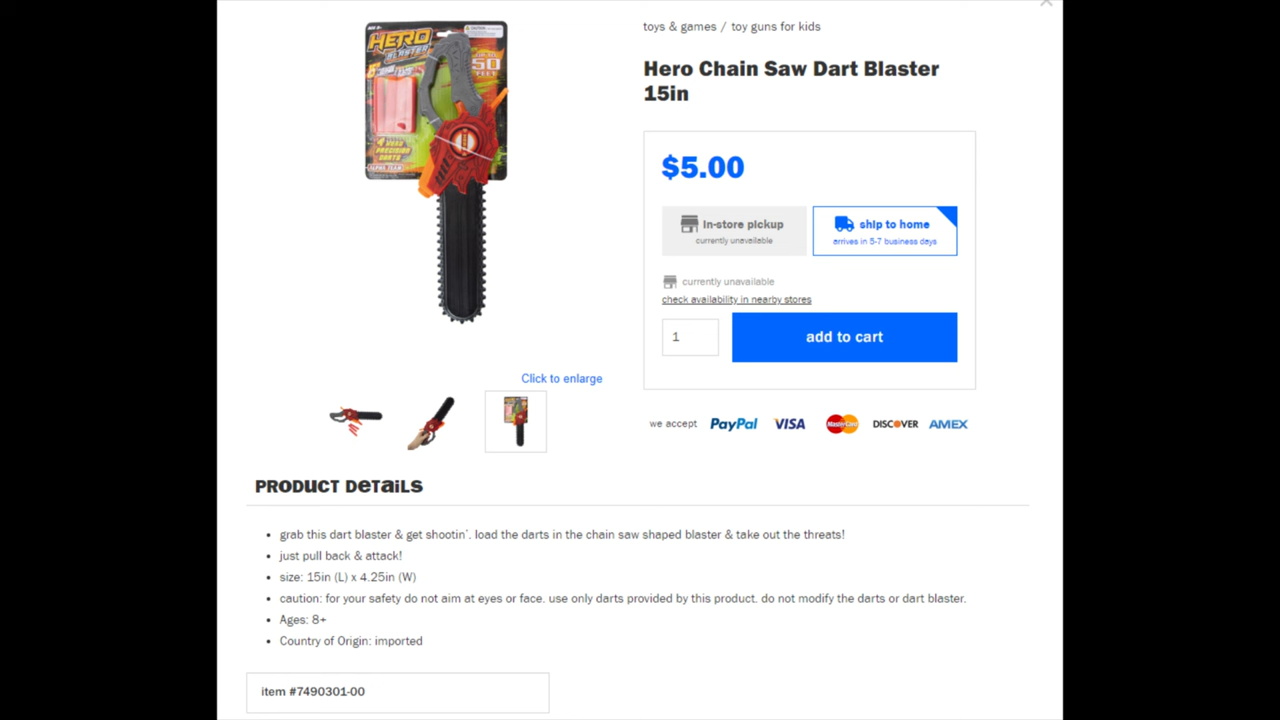 toys & games / toy guns for kids
Hero Chain Saw Dart Blaster
15in
$5.00
in-store pickup
currently unavailable
ship to home
arrives in 5-7 business days
currently unavailable
check availability in nearby stores
1
add to cart
HERO
BLASTER
50
FEET
Click to enlarge
we accept PayPal VISA MasterCard DISCOVER AMEX
PRODUCT DETAILS
• grab this dart blaster & get shootin'. load the darts in the chain saw shaped blaster & take out the threats!
• just pull back & attack!
• size: 15in (L) x 4.25in (W)
• caution: for your safety do not aim at eyes or face. use only darts provided by this product. do not modify the darts or dart blaster.
• Ages: 8+
• Country of Origin: imported
item #7490301-00